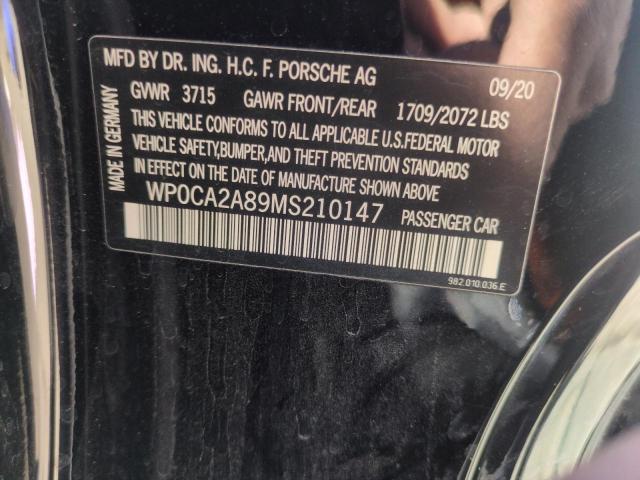 MFD BY DR. ING. H.C. F. PORSCHE AG 09/20
GVWR 3715 GAWR FRONT/REAR 1709/2072 LBS
THIS VEHICLE CONFORMS TO ALL APPLICABLE U.S.FEDERAL MOTOR
VEHICLE SAFETY,BUMPER,AND THEFT PREVENTION STANDARDS
IN EFFECT ON THE DATE OF MANUFACTURE SHOWN ABOVE
WP0CA2A89MS210147 PASSENGER CAR
982.010.036.E
MADE IN GERMANY